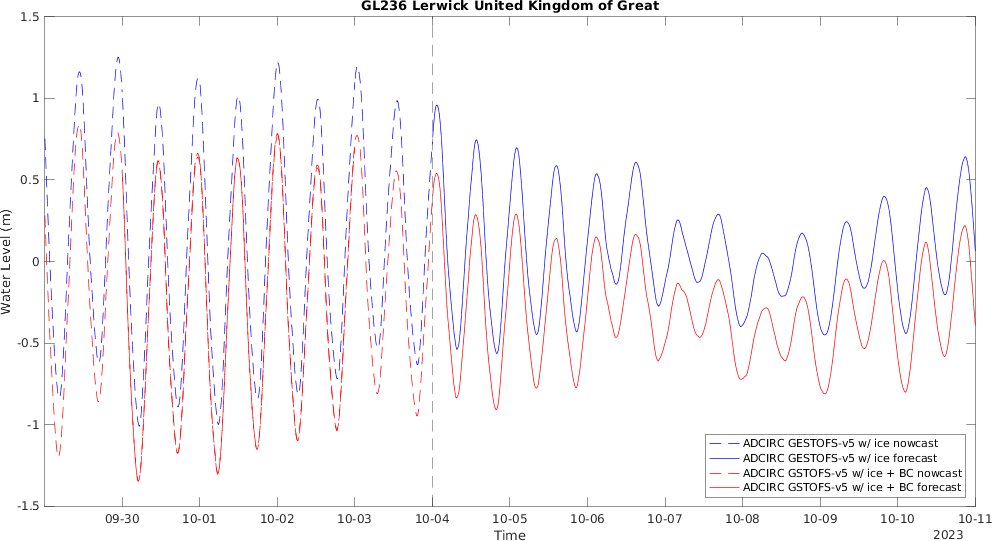 GL236 Lerwick United Kingdom of Great
1.5
1
0.5
0
-0.5
-1
-1.5
Water Level (m)
09-30 10-01 10-02 10-03 10-04 10-05 10-06 10-07 10-08 10-09 10-10 10-11
Time
2023
ADCIRC GESTOFS-v5 w/ ice nowcast
ADCIRC GESTOFS-v5 w/ ice forecast
ADCIRC GSTOFS-v5 w/ ice + BC nowcast
ADCIRC GSTOFS-v5 w/ ice + BC forecast